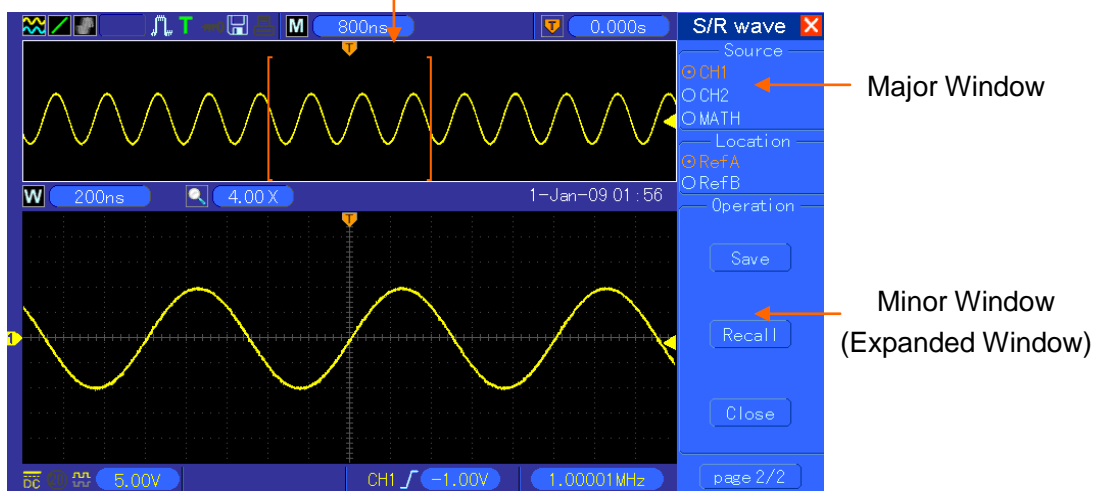 T M 800ns T 0.000s S/R wave X
T
Source
CH1
CH2
MATH
Major Window
Location
RefA
RefB
W 200ns 4.00X 1-Jan-09 01:56
Operation
T
Save
Minor Window
(Expanded Window)
1
Recall
Close
DC 5.00V CH1 -1.00V 1.00001MHz page 2/2